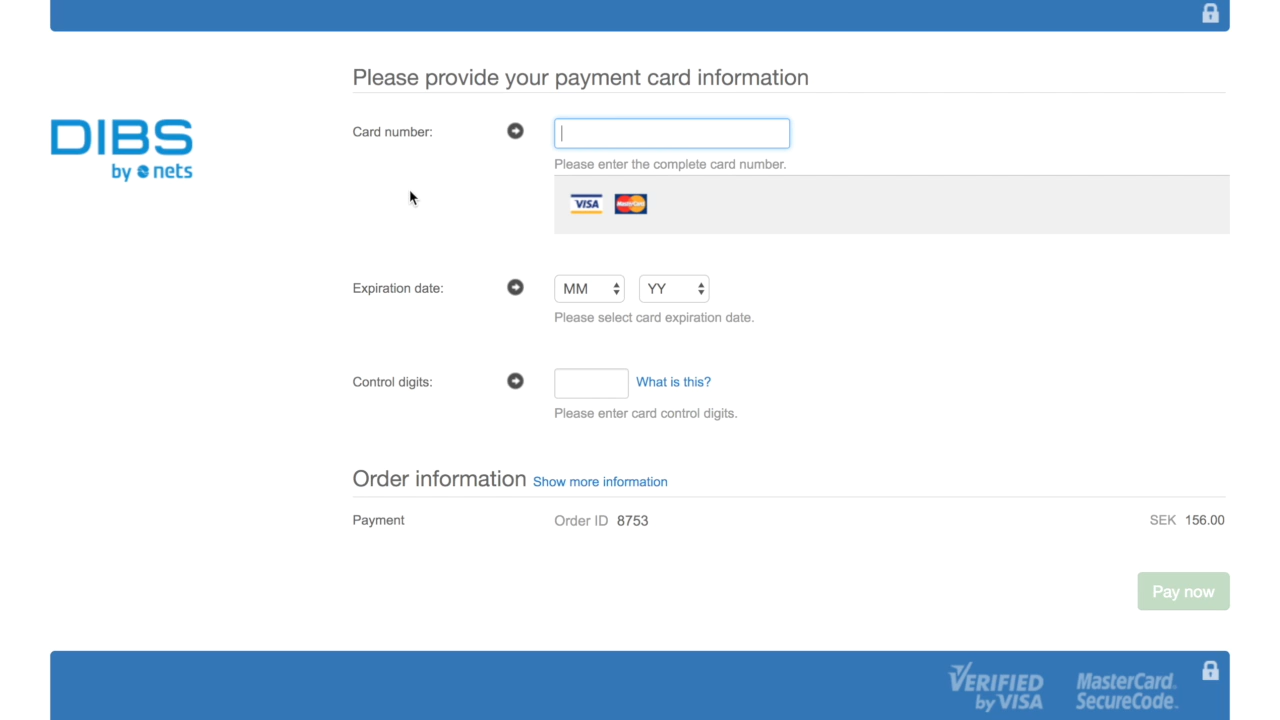 Please provide your payment card information
DIBS
by nets
Card number:
Please enter the complete card number.
VISA MasterCard
Expiration date: MM YY
Please select card expiration date.
Control digits: What is this?
Please enter card control digits.
Order information Show more information
Payment Order ID 8753 SEK 156.00
Pay now
VERIFIED
by VISA
MasterCard.
SecureCode.